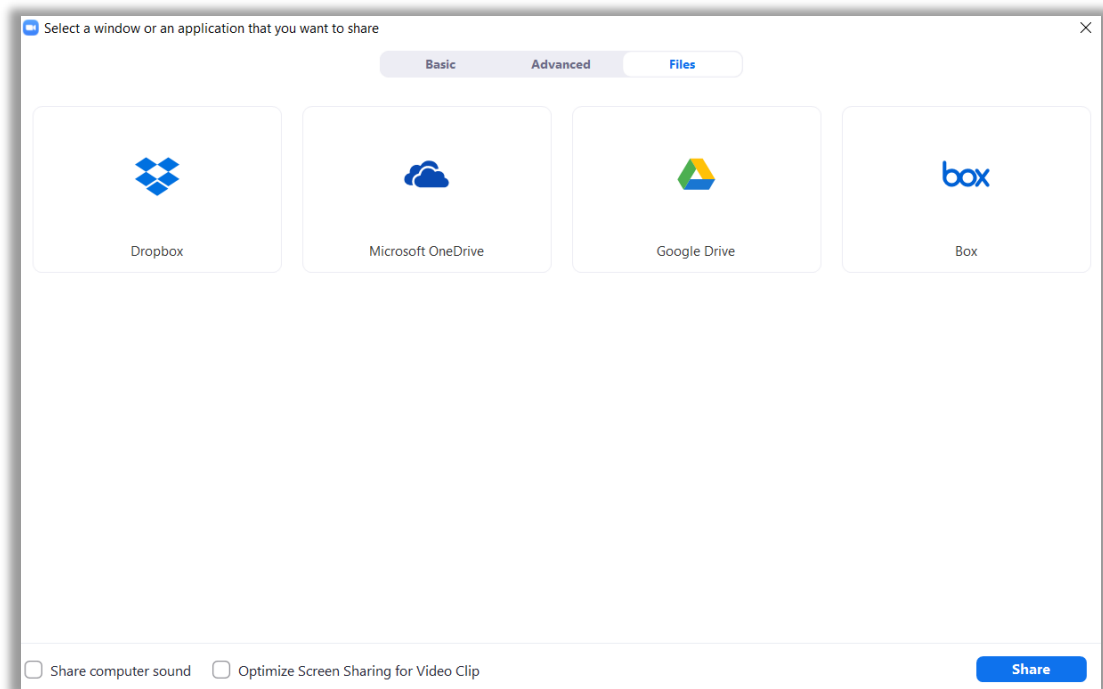 Select a window or an application that you want to share
Basic Advanced Files
box
Dropbox Microsoft OneDrive Google Drive Box
Share computer sound Optimize Screen Sharing for Video Clip Share